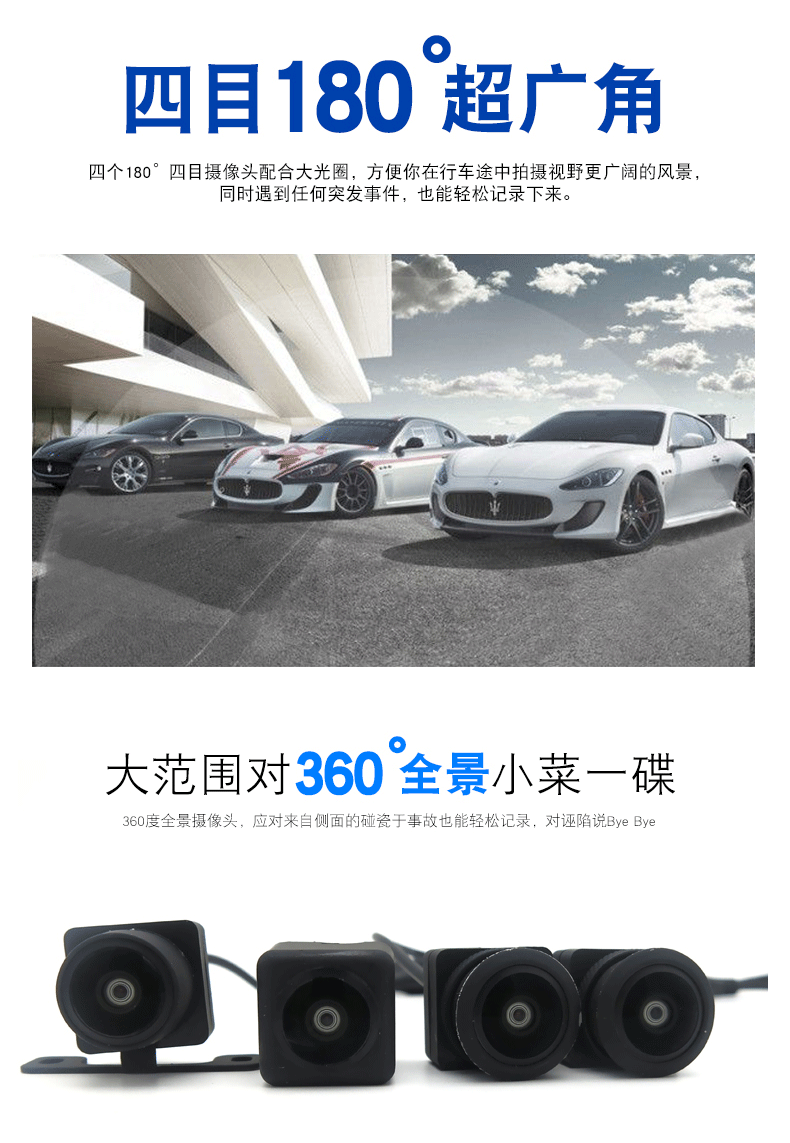 四目180°超广角
四个180°四目摄像头配合大光圈，方便你在行车途中拍摄视野更广阔的风景，
同时遇到任何突发事件，也能轻松记录下来。
大范围对360°全景小菜一碟
360度全景摄像头，应对来自侧面的碰瓷于事故也能轻松记录，对诬陷说Bye Bye